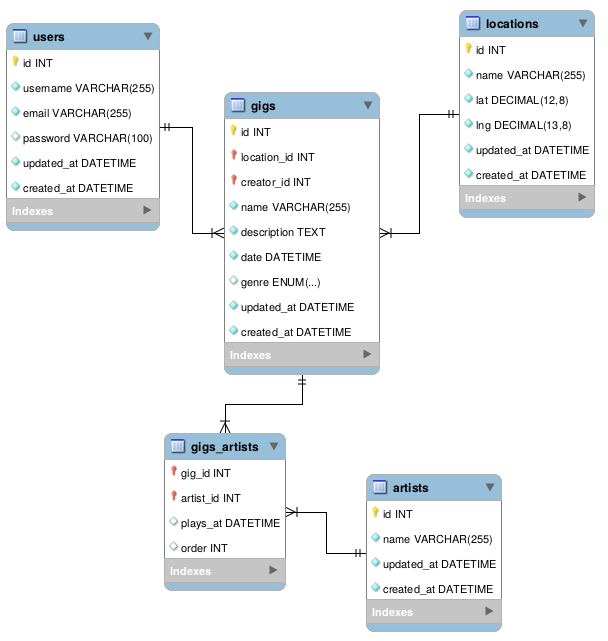 users
id INT
username VARCHAR(255)
email VARCHAR(255)
password VARCHAR(100)
updated_at DATETIME
created_at DATETIME
Indexes
locations
id INT
name VARCHAR(255)
lat DECIMAL(12,8)
lng DECIMAL(13,8)
updated_at DATETIME
created_at DATETIME
Indexes
gigs
id INT
location_id INT
creator_id INT
name VARCHAR(255)
description TEXT
date DATETIME
genre ENUM(...)
updated_at DATETIME
created_at DATETIME
Indexes
gigs_artists
gig_id INT
artist_id INT
plays_at DATETIME
order INT
Indexes
artists
id INT
name VARCHAR(255)
updated_at DATETIME
created_at DATETIME
Indexes